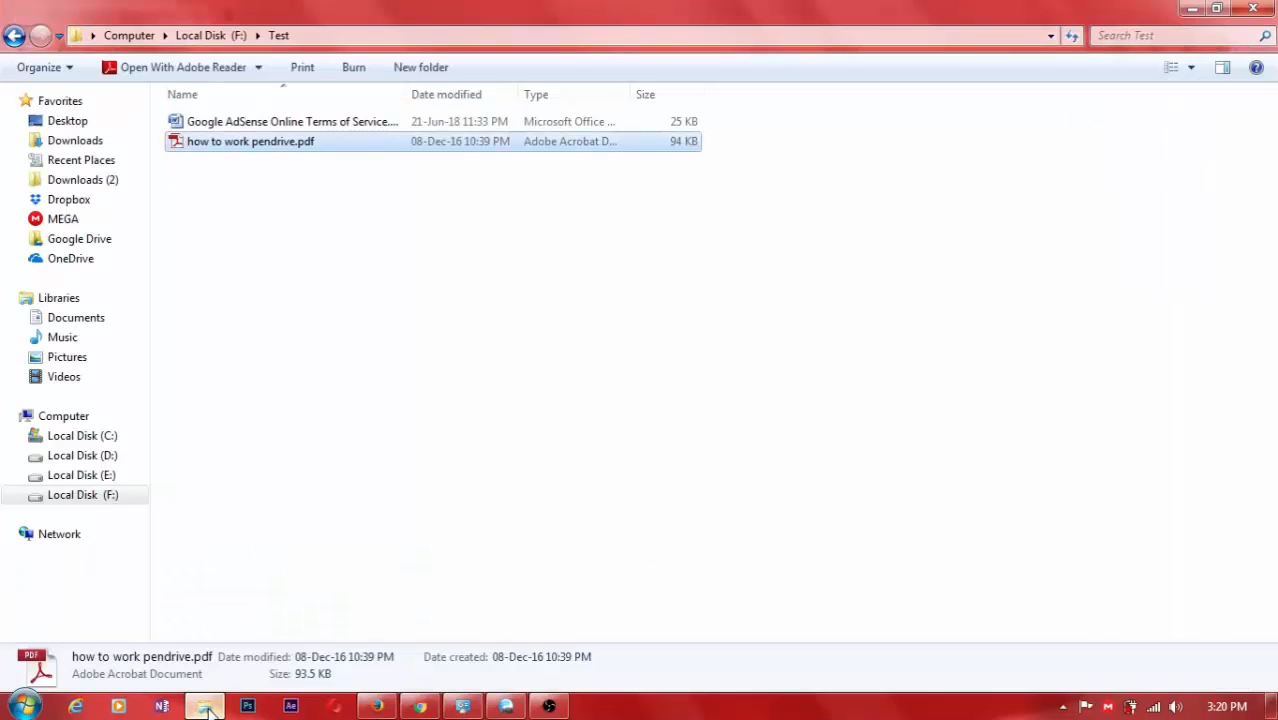 Computer Local Disk (F:) Test Search Test
Organize Open With Adobe Reader Print Burn New folder
Name Date modified Type Size
Favorites
Desktop
Downloads
Recent Places
Downloads (2)
Dropbox
MEGA
Google Drive
OneDrive
Libraries
Documents
Music
Pictures
Videos
Computer
Local Disk (C:)
Local Disk (D:)
Local Disk (E:)
Local Disk (F:)
Network
Google AdSense Online Terms of Service.... 21-Jun-18 11:33 PM Microsoft Office ... 25 KB
how to work pendrive.pdf 08-Dec-16 10:39 PM Adobe Acrobat D... 94 KB
PDF
how to work pendrive.pdf Date modified: 08-Dec-16 10:39 PM Date created: 08-Dec-16 10:39 PM
Adobe Acrobat Document Size: 93.5 KB
Ps Ae 3:20 PM